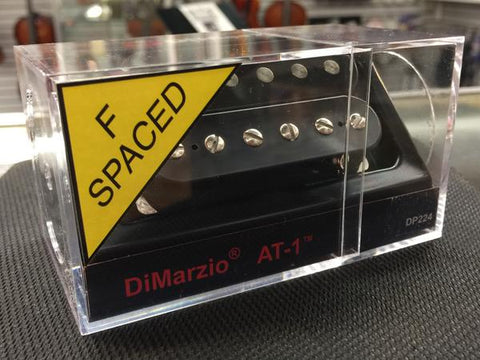 F
SPACED
DiMarzio® AT-1™
DP224